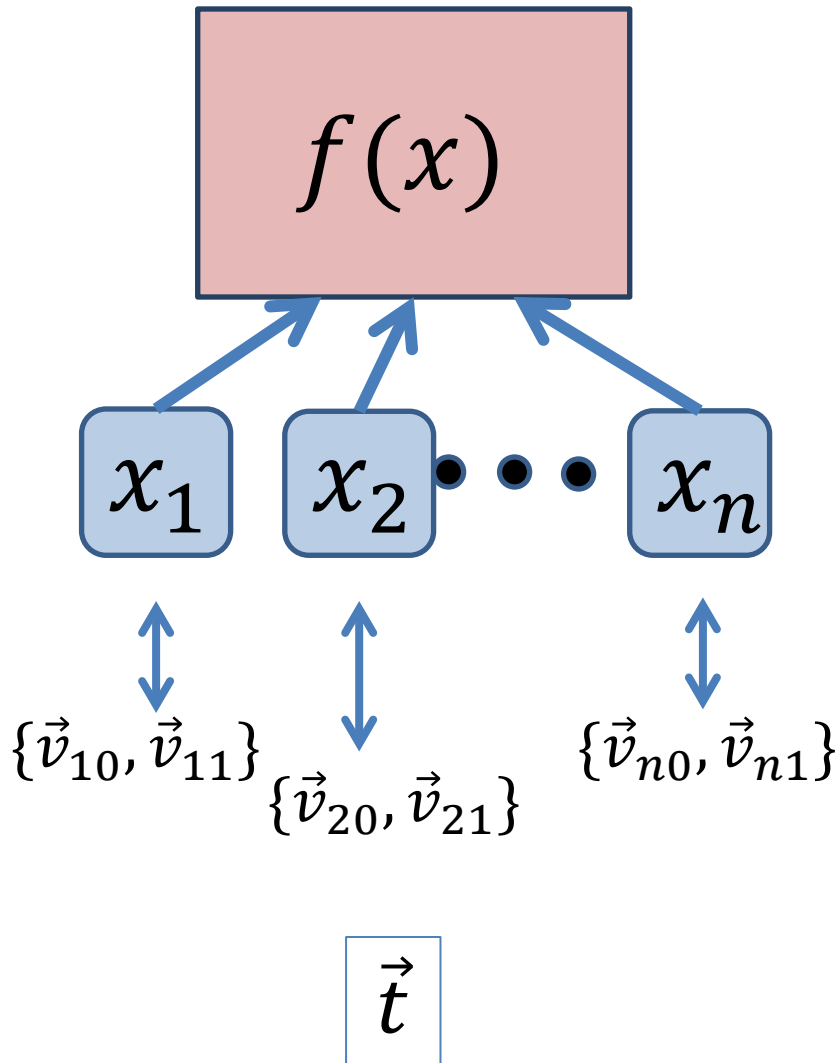 f(x)
x₁ x₂ xₙ
{v⃗₁₀, v⃗₁₁} {v⃗ₙ₀, v⃗ₙ₁}
{v⃗₂₀, v⃗₂₁}
t⃗